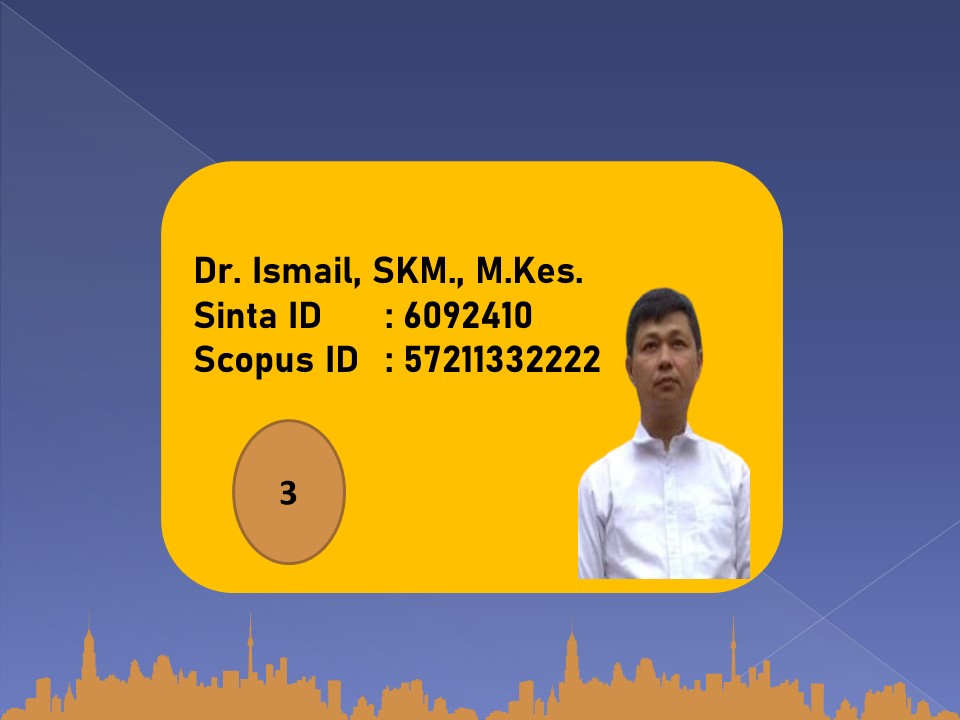 Dr. Ismail, SKM., M.Kes.
Sinta ID : 6092410
Scopus ID : 57211332222
3